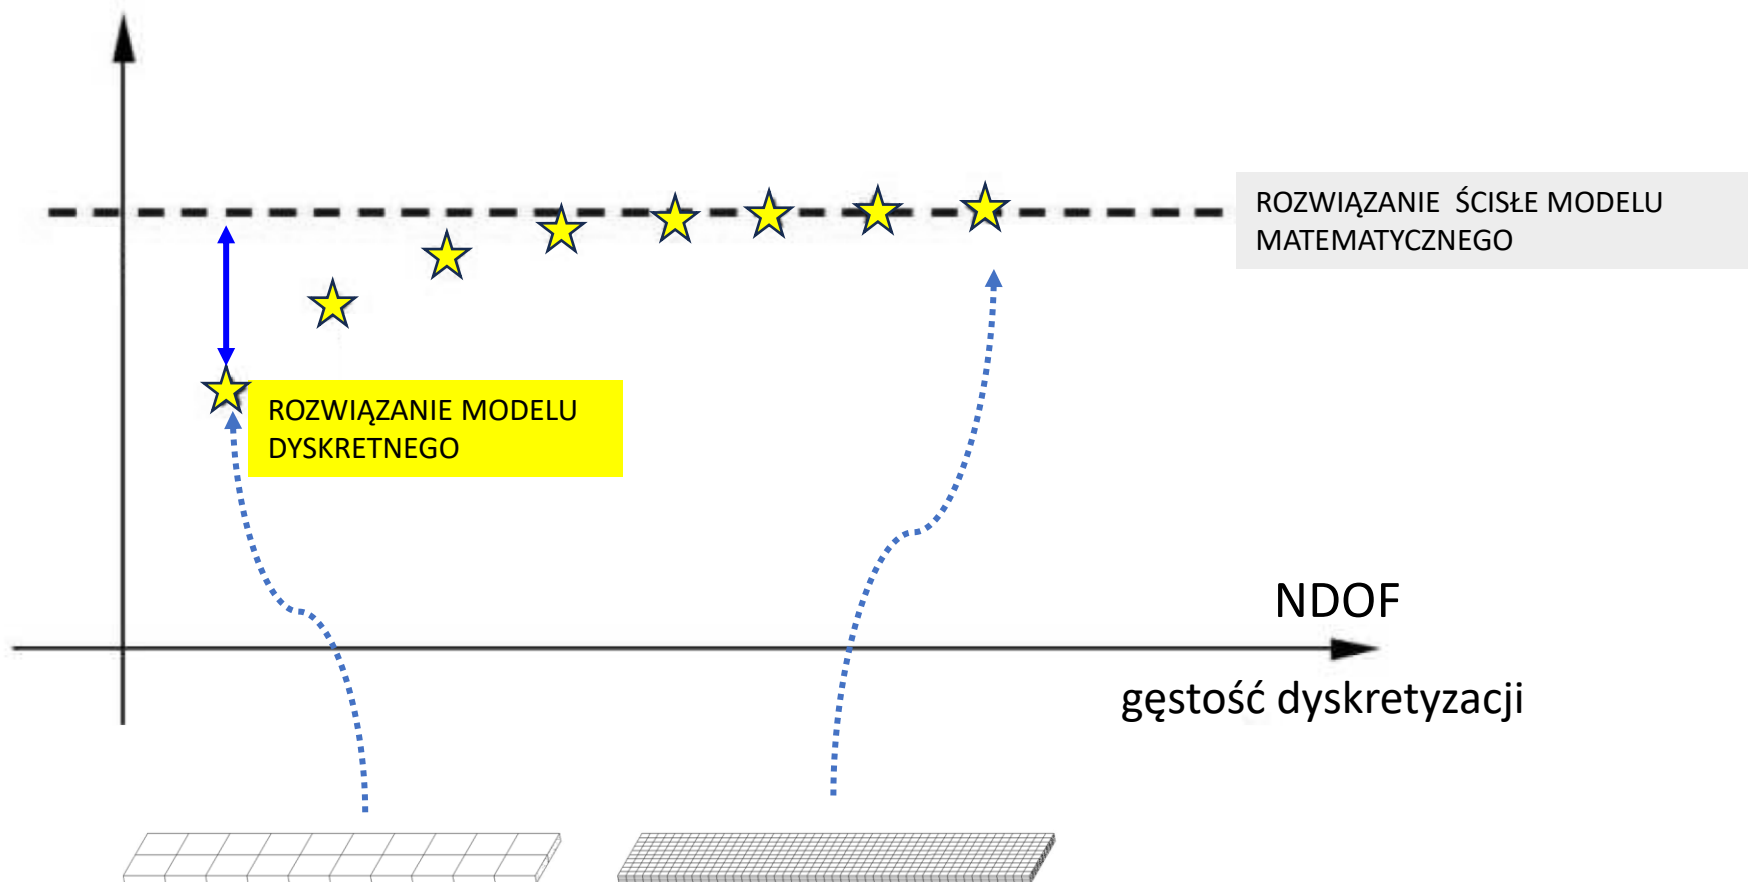 ROZWIĄZANIE ŚCISŁE MODELU
MATEMATYCZNEGO
ROZWIĄZANIE MODELU
DYSKRETNEGO
NDOF
gęstość dyskretyzacji